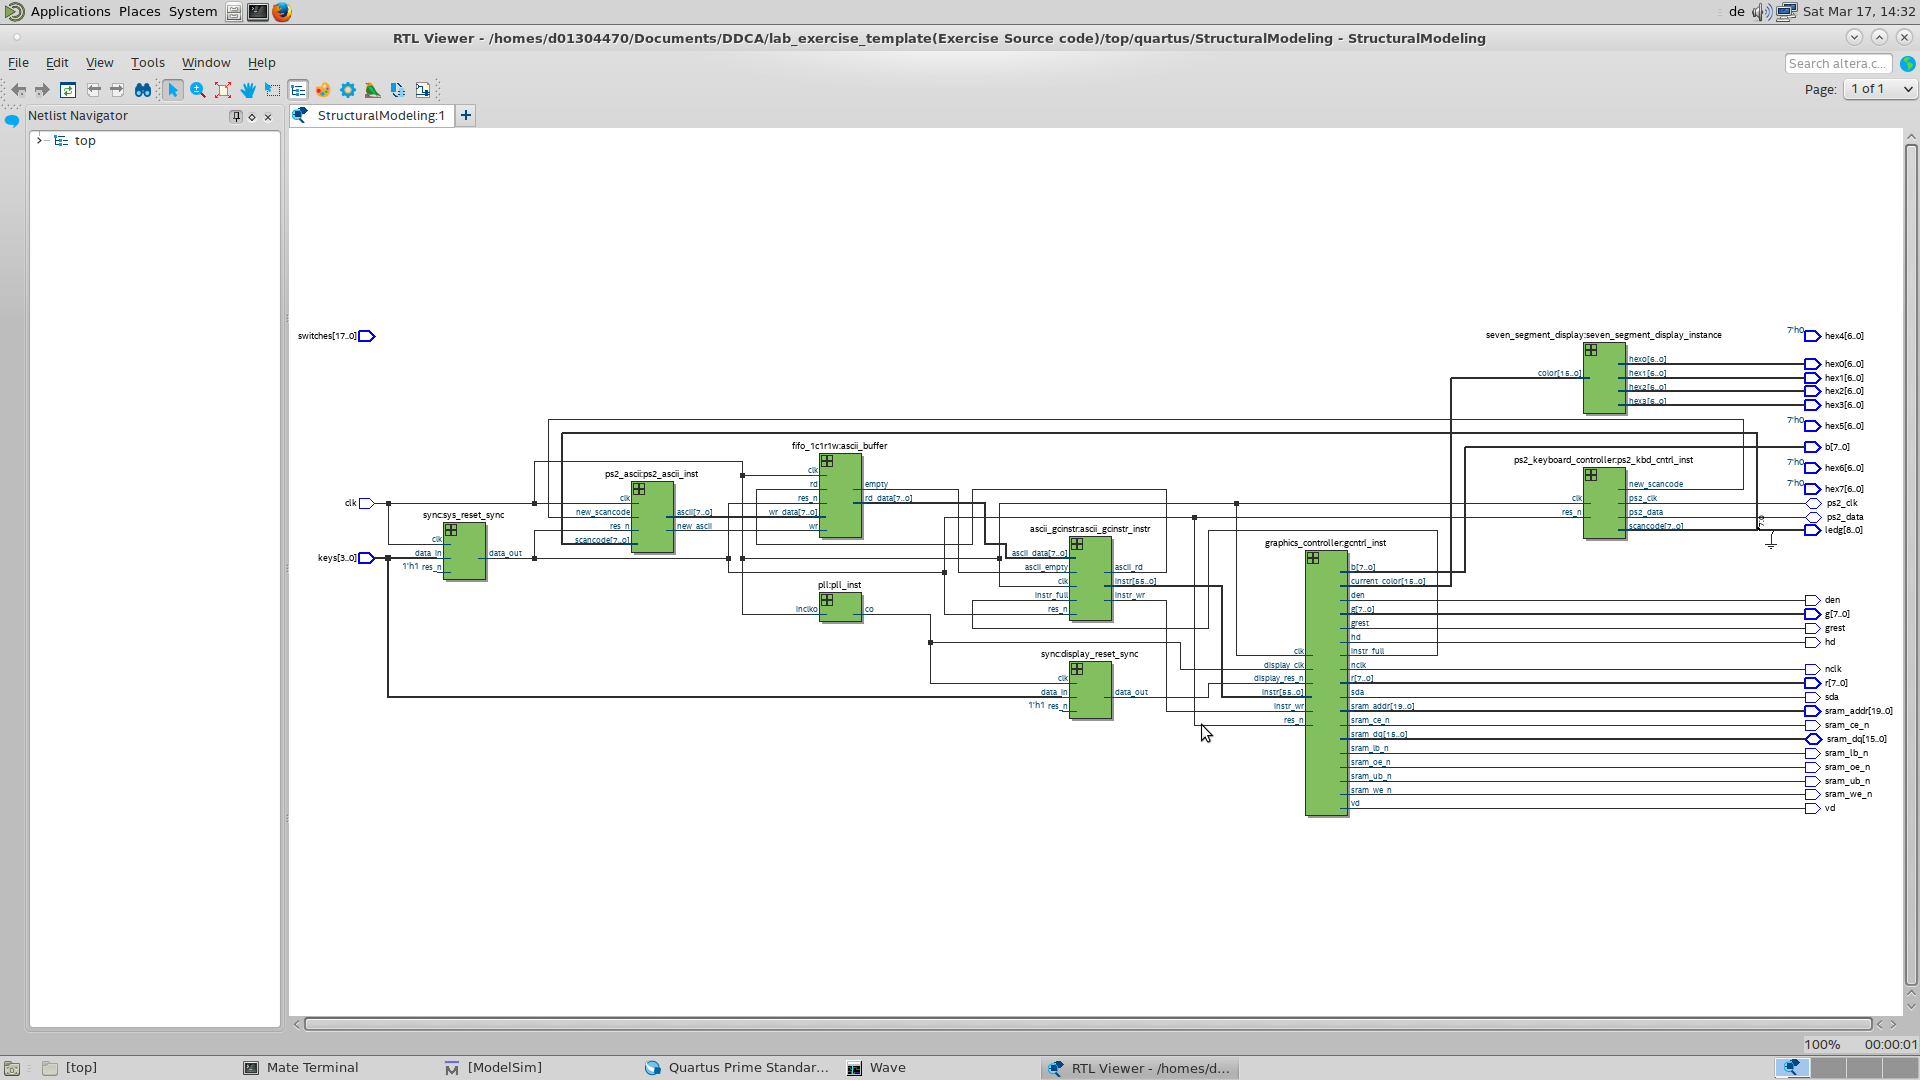 Applications Places System
de Sat Mar 17, 14:32
RTL Viewer - /homes/d01304470/Documents/DDCA/lab_exercise_template(Exercise Source code)/top/quartus/StructuralModeling - StructuralModeling
File Edit View Tools Window Help
Search altera.c...
Page: 1 of 1
Netlist Navigator
StructuralModeling:1
top
switches[17..0]
clk
keys[3..0]
sync:sys_reset_sync
clk
data_in
1'h1 res_n
data_out
ps2_ascii:ps2_ascii_inst
clk
new_scancode
res_n
scancode[7..0]
ascii[7..0]
new_ascii
fifo_1c1r1w:ascii_buffer
clk
rd
res_n
wr_data[7..0]
wr
empty
rd_data[7..0]
pll:pll_inst
inclk0
c0
ascii_gcinstr:ascii_gcinstr_instr
ascii_data[7..0]
ascii_empty
clk
instr_full
res_n
ascii_rd
instr[55..0]
instr_wr
sync:display_reset_sync
clk
data_in
1'h1 res_n
data_out
graphics_controller:gcntrl_inst
clk
display_clk
display_res_n
instr[55..0]
instr_wr
res_n
b[7..0]
current_color[15..0]
den
g[7..0]
grest
hd
instr_full
nclk
r[7..0]
sda
sram_addr[19..0]
sram_ce_n
sram_dq[15..0]
sram_lb_n
sram_oe_n
sram_ub_n
sram_we_n
vd
seven_segment_display:seven_segment_display_instance
color[15..0]
hex0[6..0]
hex1[6..0]
hex2[6..0]
hex3[6..0]
ps2_keyboard_controller:ps2_kbd_cntrl_inst
clk
res_n
new_scancode
ps2_clk
ps2_data
scancode[7..0]
7'h0 hex4[6..0]
hex0[6..0]
hex1[6..0]
hex2[6..0]
hex3[6..0]
7'h0 hex5[6..0]
b[7..0]
7'h0 hex6[6..0]
7'h0 hex7[6..0]
ps2_clk
ps2_data
ledg[8..0]
den
g[7..0]
grest
hd
nclk
r[7..0]
sda
sram_addr[19..0]
sram_ce_n
sram_dq[15..0]
sram_lb_n
sram_oe_n
sram_ub_n
sram_we_n
vd
100% 00:00:01
[top]
Mate Terminal
[ModelSim]
Quartus Prime Standar...
Wave
RTL Viewer - /homes/d...